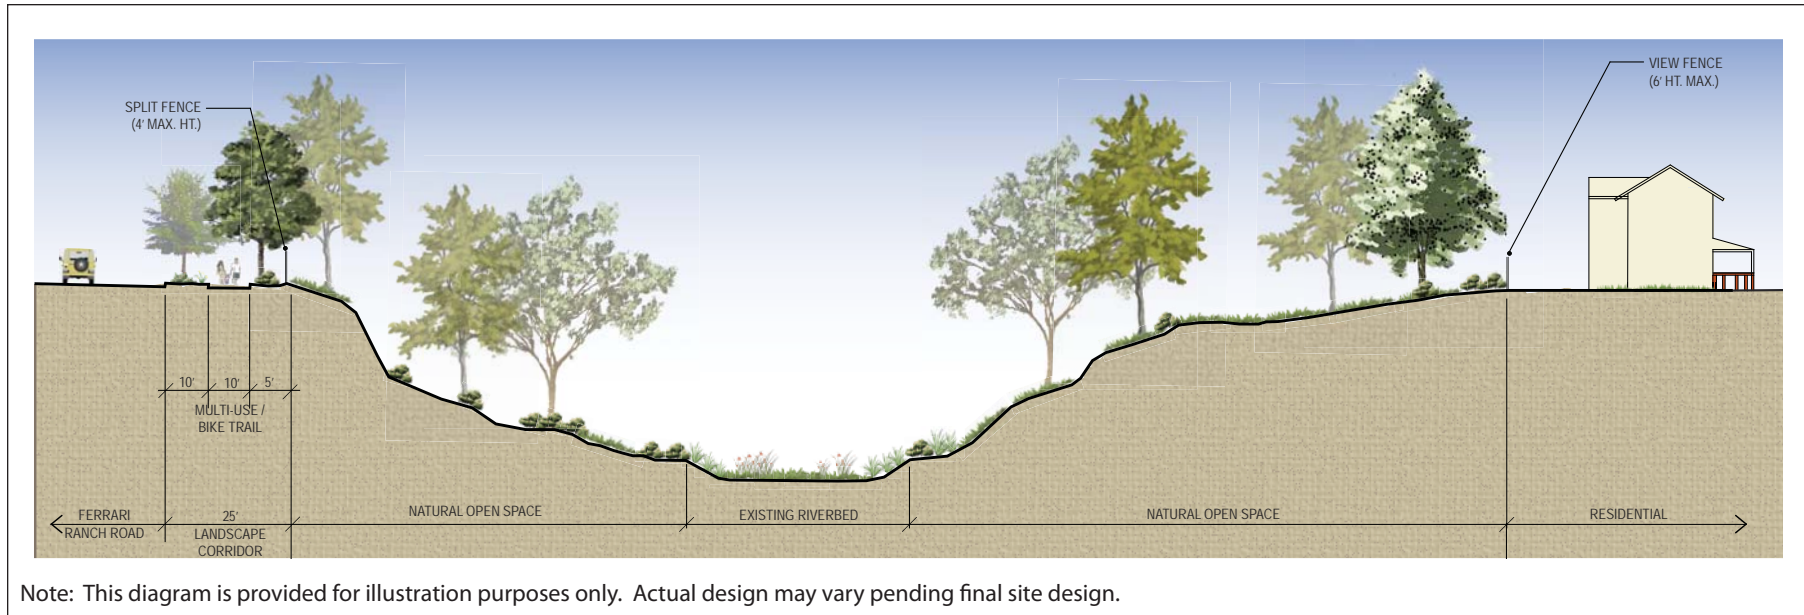 SPLIT FENCE
(4' MAX. HT.)
VIEW FENCE
(6' HT. MAX.)
10' 10' 5'
MULTI-USE /
BIKE TRAIL
FERRARI
RANCH ROAD
25'
LANDSCAPE
CORRIDOR
NATURAL OPEN SPACE
EXISTING RIVERBED
NATURAL OPEN SPACE
RESIDENTIAL
Note: This diagram is provided for illustration purposes only. Actual design may vary pending final site design.